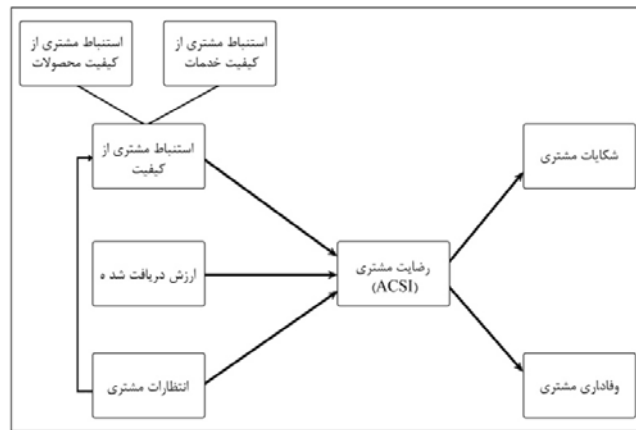 استنباط مشتری از
کیفیت خدمات
استنباط مشتری از
کیفیت محصولات
استنباط مشتری از
کیفیت
شکایات مشتری
ارزش دریافت شد ه
رضایت مشتری
(ACSI)
انتظارات مشتری
وفاداری مشتری